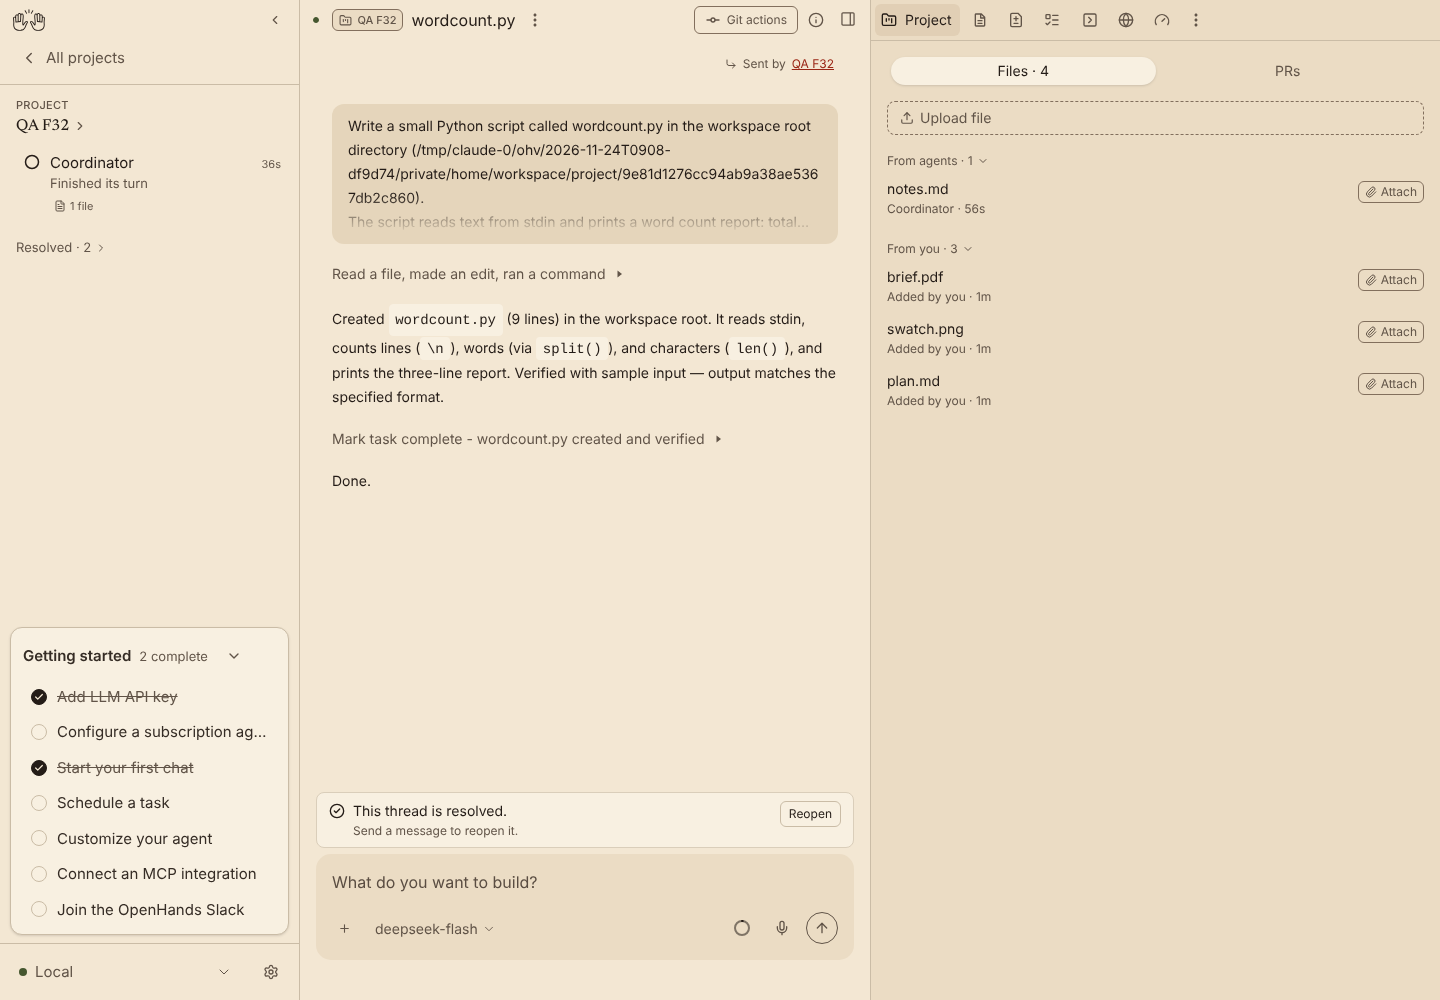 All projects
PROJECT
QA F32
Coordinator
36s
Finished its turn
1 file
Resolved · 2
Getting started 2 complete
Add LLM API key
Configure a subscription ag...
Start your first chat
Schedule a task
Customize your agent
Connect an MCP integration
Join the OpenHands Slack
Local
QA F32 wordcount.py
Git actions
Sent by QA F32
Write a small Python script called wordcount.py in the workspace root
directory (/tmp/claude-0/ohv/2026-11-24T0908-
df9d74/private/home/workspace/project/9e81d1276cc94ab9a38ae536
7db2c860).
The script reads text from stdin and prints a word count report: total...
Read a file, made an edit, ran a command
Created wordcount.py (9 lines) in the workspace root. It reads stdin,
counts lines ( \n ), words (via split() ), and characters ( len() ), and
prints the three-line report. Verified with sample input — output matches the
specified format.
Mark task complete - wordcount.py created and verified
Done.
This thread is resolved.
Send a message to reopen it.
Reopen
What do you want to build?
deepseek-flash
Project
Files · 4
PRs
Upload file
From agents · 1
notes.md
Coordinator · 56s
Attach
From you · 3
brief.pdf
Added by you · 1m
Attach
swatch.png
Added by you · 1m
Attach
plan.md
Added by you · 1m
Attach